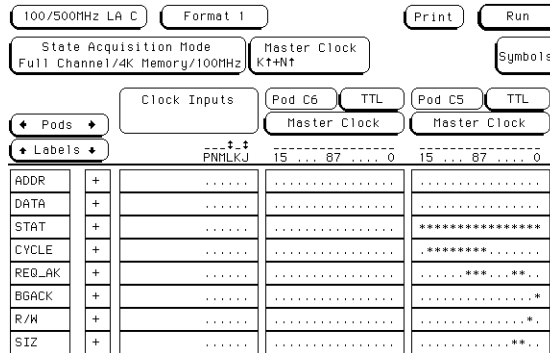 100/500MHz LA C Format 1 Print Run
State Acquisition Mode
Full Channel/4K Memory/100MHz
Master Clock
K↑+N↑
Symbols
Clock Inputs Pod C6 TTL Pod C5 TTL
← Pods → Master Clock Master Clock
↑ Labels ↓
PNMLKJ 15 ... 87 .... 0 15 ... 87 .... 0
ADDR + ...... ................ ................
DATA + ...... ................ ................
STAT + ...... ................ ****************
CYCLE + ...... ................ .********.......
REQ_AK + ...... ................ ......***...**..
BGACK + ...... ................ ...............*
R/W + ...... ................ ..............*.
SIZ + ...... ................ ............**..